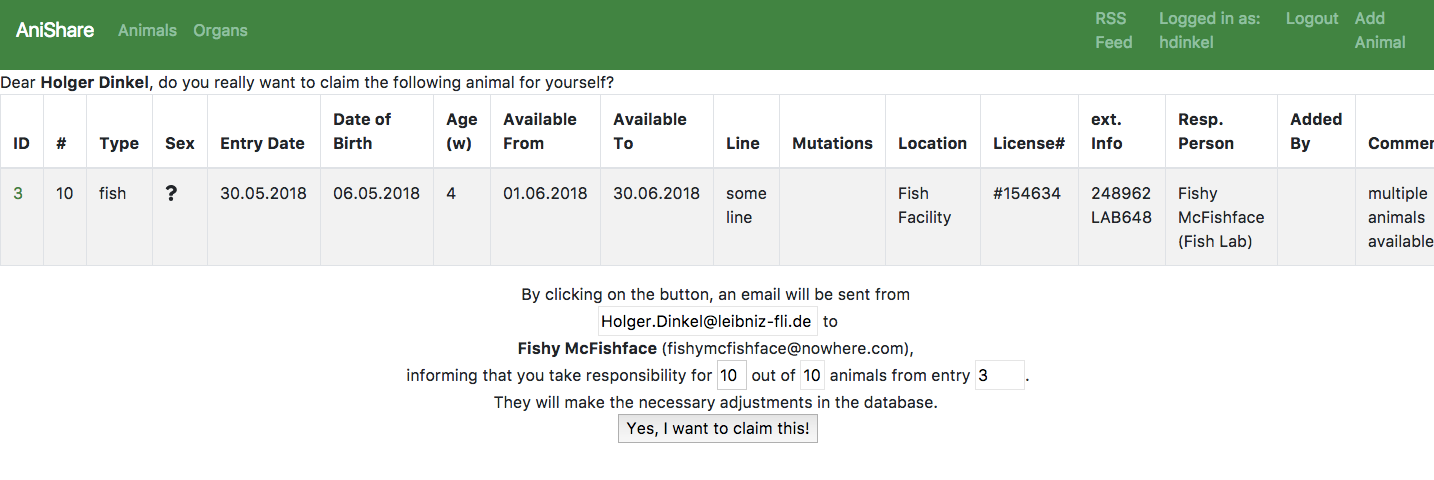 AniShare Animals Organs RSS Feed Logged in as: hdinkel Logout Add Animal
Dear Holger Dinkel, do you really want to claim the following animal for yourself?
ID # Type Sex Entry Date Date of Birth Age (w) Available From Available To Line Mutations Location License# ext. Info Resp. Person Added By Commen
3 10 fish ? 30.05.2018 06.05.2018 4 01.06.2018 30.06.2018 some line Fish Facility #154634 248962 LAB648 Fishy McFishface (Fish Lab) multiple animals available
By clicking on the button, an email will be sent from
Holger.Dinkel@leibniz-fli.de to
Fishy McFishface (fishymcfishface@nowhere.com),
informing that you take responsibility for 10 out of 10 animals from entry 3.
They will make the necessary adjustments in the database.
Yes, I want to claim this!